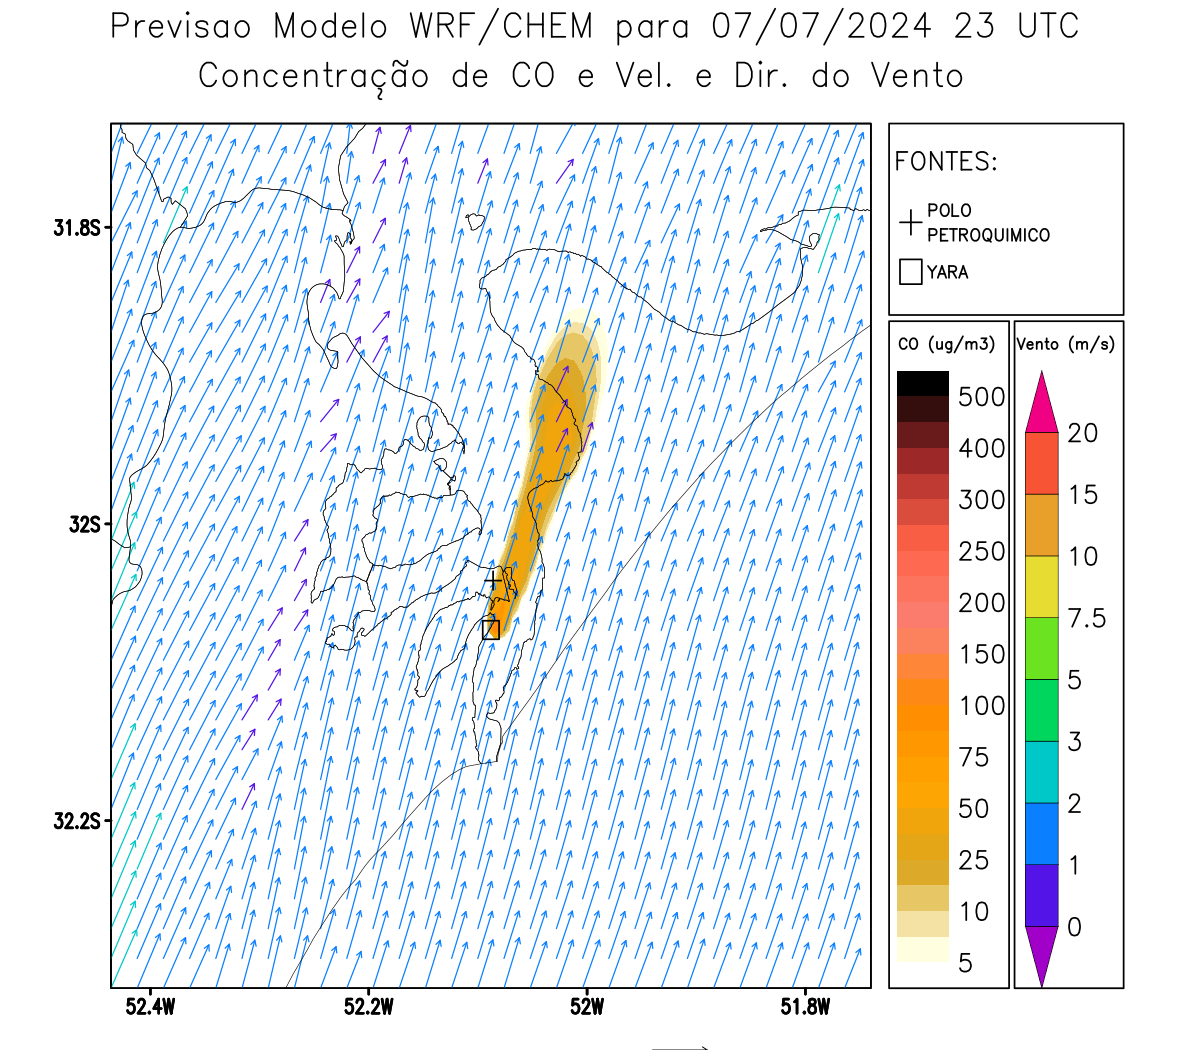 Previsao Modelo WRF/CHEM para 07/07/2024 23 UTC
Concentração de CO e Vel. e Dir. do Vento
FONTES:
POLO
PETROQUIMICO
YARA
CO (ug/m3)
500
400
300
250
200
150
100
75
50
25
10
5
Vento (m/s)
20
15
10
7.5
5
3
2
1
0
31.8S
32S
32.2S
52.4W
52.2W
52W
51.8W